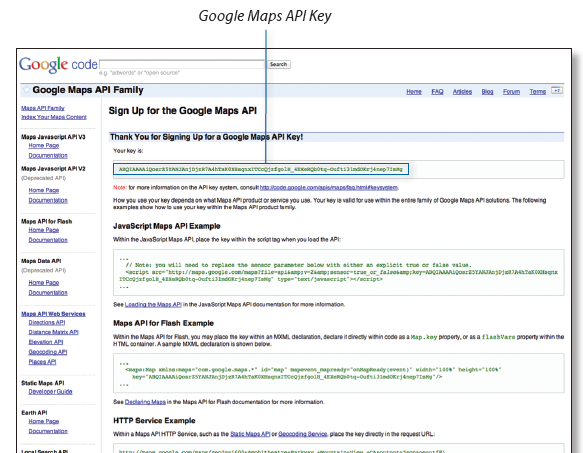 Google Maps API Key
Google code
Search
e.g. "adwords" or "open source"
Google Maps API Family
Home FAQ Articles Blog Forum Terms
Maps API Family
Index Your Maps Content
Maps Javascript API V3
Home Page
Documentation
Maps Javascript API V2
(Deprecated API)
Home Page
Documentation
Maps API for Flash
Home Page
Documentation
Maps Data API
(Deprecated API)
Home Page
Documentation
Maps API Web Services
Directions API
Distance Matrix API
Elevation API
Geocoding API
Places API
Static Maps API
Developer Guide
Earth API
Home Page
Documentation
Local Search API
Sign Up for the Google Maps API
Thank You for Signing Up for a Google Maps API Key!
Your key is:
Note: for more information on the API key system, consult http://code.google.com/apis/maps/faq.html#keysystem.
How you use your key depends on what Maps API product or service you use. Your key is valid for use within the entire family of Google Maps API solutions. The following
examples show how to use your key within the Maps API product family.
JavaScript Maps API Example
Within the JavaScript Maps API, place the key within the script tag when you load the API:
...
// Note: you will need to replace the sensor parameter below with either an explicit true or false value.
<script src="http://maps.google.com/maps?file=api&amp;v=2&amp;sensor=true_or_false&amp;key=
type="text/javascript"></script>
...
See Loading the Maps API in the JavaScript Maps API documentation for more information.
Maps API for Flash Example
Within the Maps API for Flash, you may place the key within an MXML declaration, declare it directly within code as a Map.key property, or as a flashVars property within the
HTML container. A sample MXML declaration is shown below.
...
<maps:Map xmlns:maps="com.google.maps.*" id="map" mapevent_mapready="onMapReady(event)" width="100%" height="100%"
...
See Declaring Maps in the Maps API for Flash documentation for more information.
HTTP Service Example
Within a Maps API HTTP Service, such as the Static Maps API or Geocoding Service, place the key directly in the request URL: